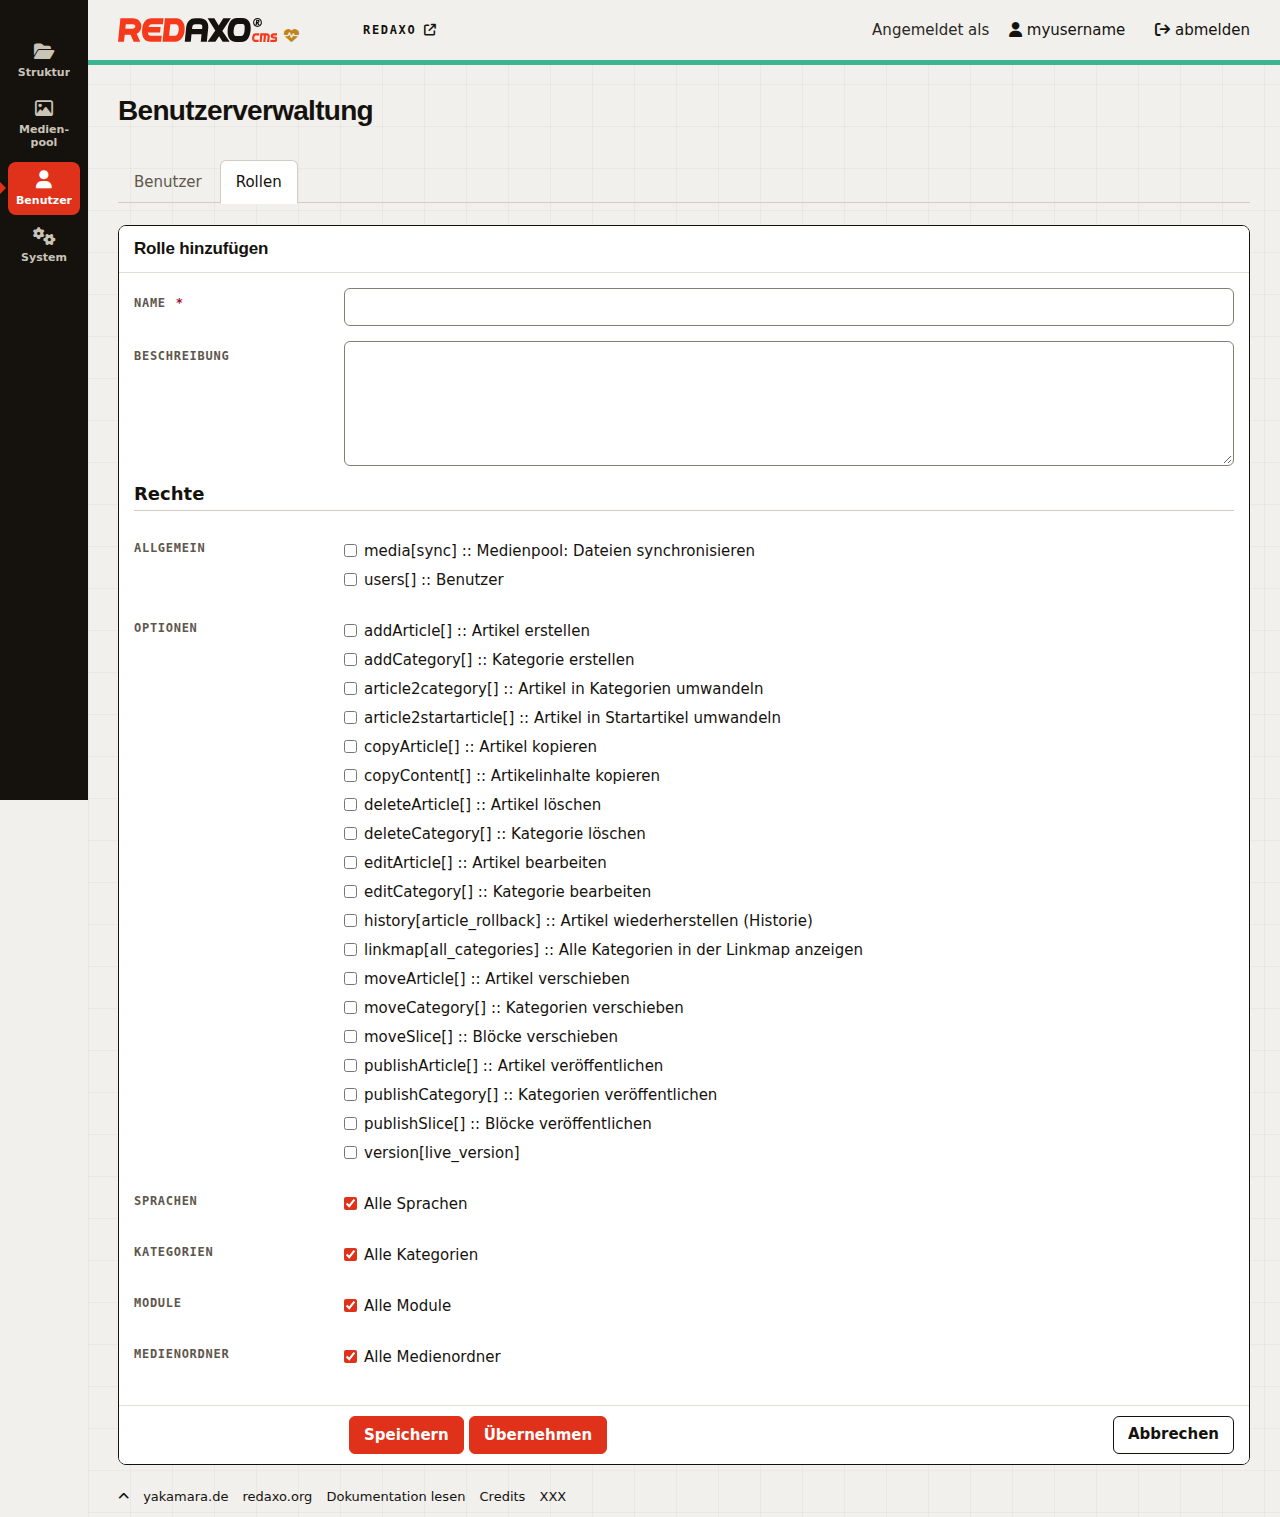 REDAXO® cms
REDAXO
Angemeldet als myusername abmelden
Struktur
Medien-
pool
Benutzer
System
Benutzerverwaltung
Benutzer Rollen
Rolle hinzufügen
NAME *
BESCHREIBUNG
Rechte
ALLGEMEIN
media[sync] :: Medienpool: Dateien synchronisieren
users[] :: Benutzer
OPTIONEN
addArticle[] :: Artikel erstellen
addCategory[] :: Kategorie erstellen
article2category[] :: Artikel in Kategorien umwandeln
article2startarticle[] :: Artikel in Startartikel umwandeln
copyArticle[] :: Artikel kopieren
copyContent[] :: Artikelinhalte kopieren
deleteArticle[] :: Artikel löschen
deleteCategory[] :: Kategorie löschen
editArticle[] :: Artikel bearbeiten
editCategory[] :: Kategorie bearbeiten
history[article_rollback] :: Artikel wiederherstellen (Historie)
linkmap[all_categories] :: Alle Kategorien in der Linkmap anzeigen
moveArticle[] :: Artikel verschieben
moveCategory[] :: Kategorien verschieben
moveSlice[] :: Blöcke verschieben
publishArticle[] :: Artikel veröffentlichen
publishCategory[] :: Kategorien veröffentlichen
publishSlice[] :: Blöcke veröffentlichen
version[live_version]
SPRACHEN
Alle Sprachen
KATEGORIEN
Alle Kategorien
MODULE
Alle Module
MEDIENORDNER
Alle Medienordner
Speichern Übernehmen Abbrechen
yakamara.de redaxo.org Dokumentation lesen Credits XXX